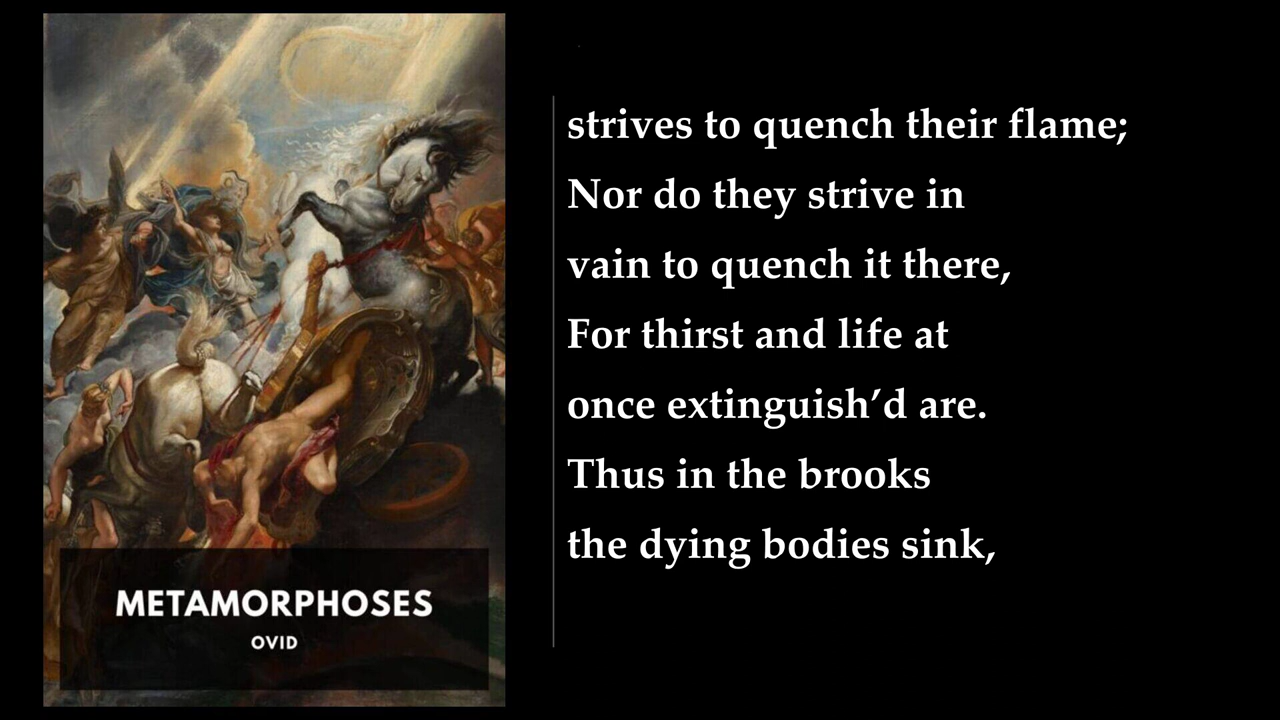 METAMORPHOSES
OVID
strives to quench their flame;
Nor do they strive in
vain to quench it there,
For thirst and life at
once extinguish’d are.
Thus in the brooks
the dying bodies sink,